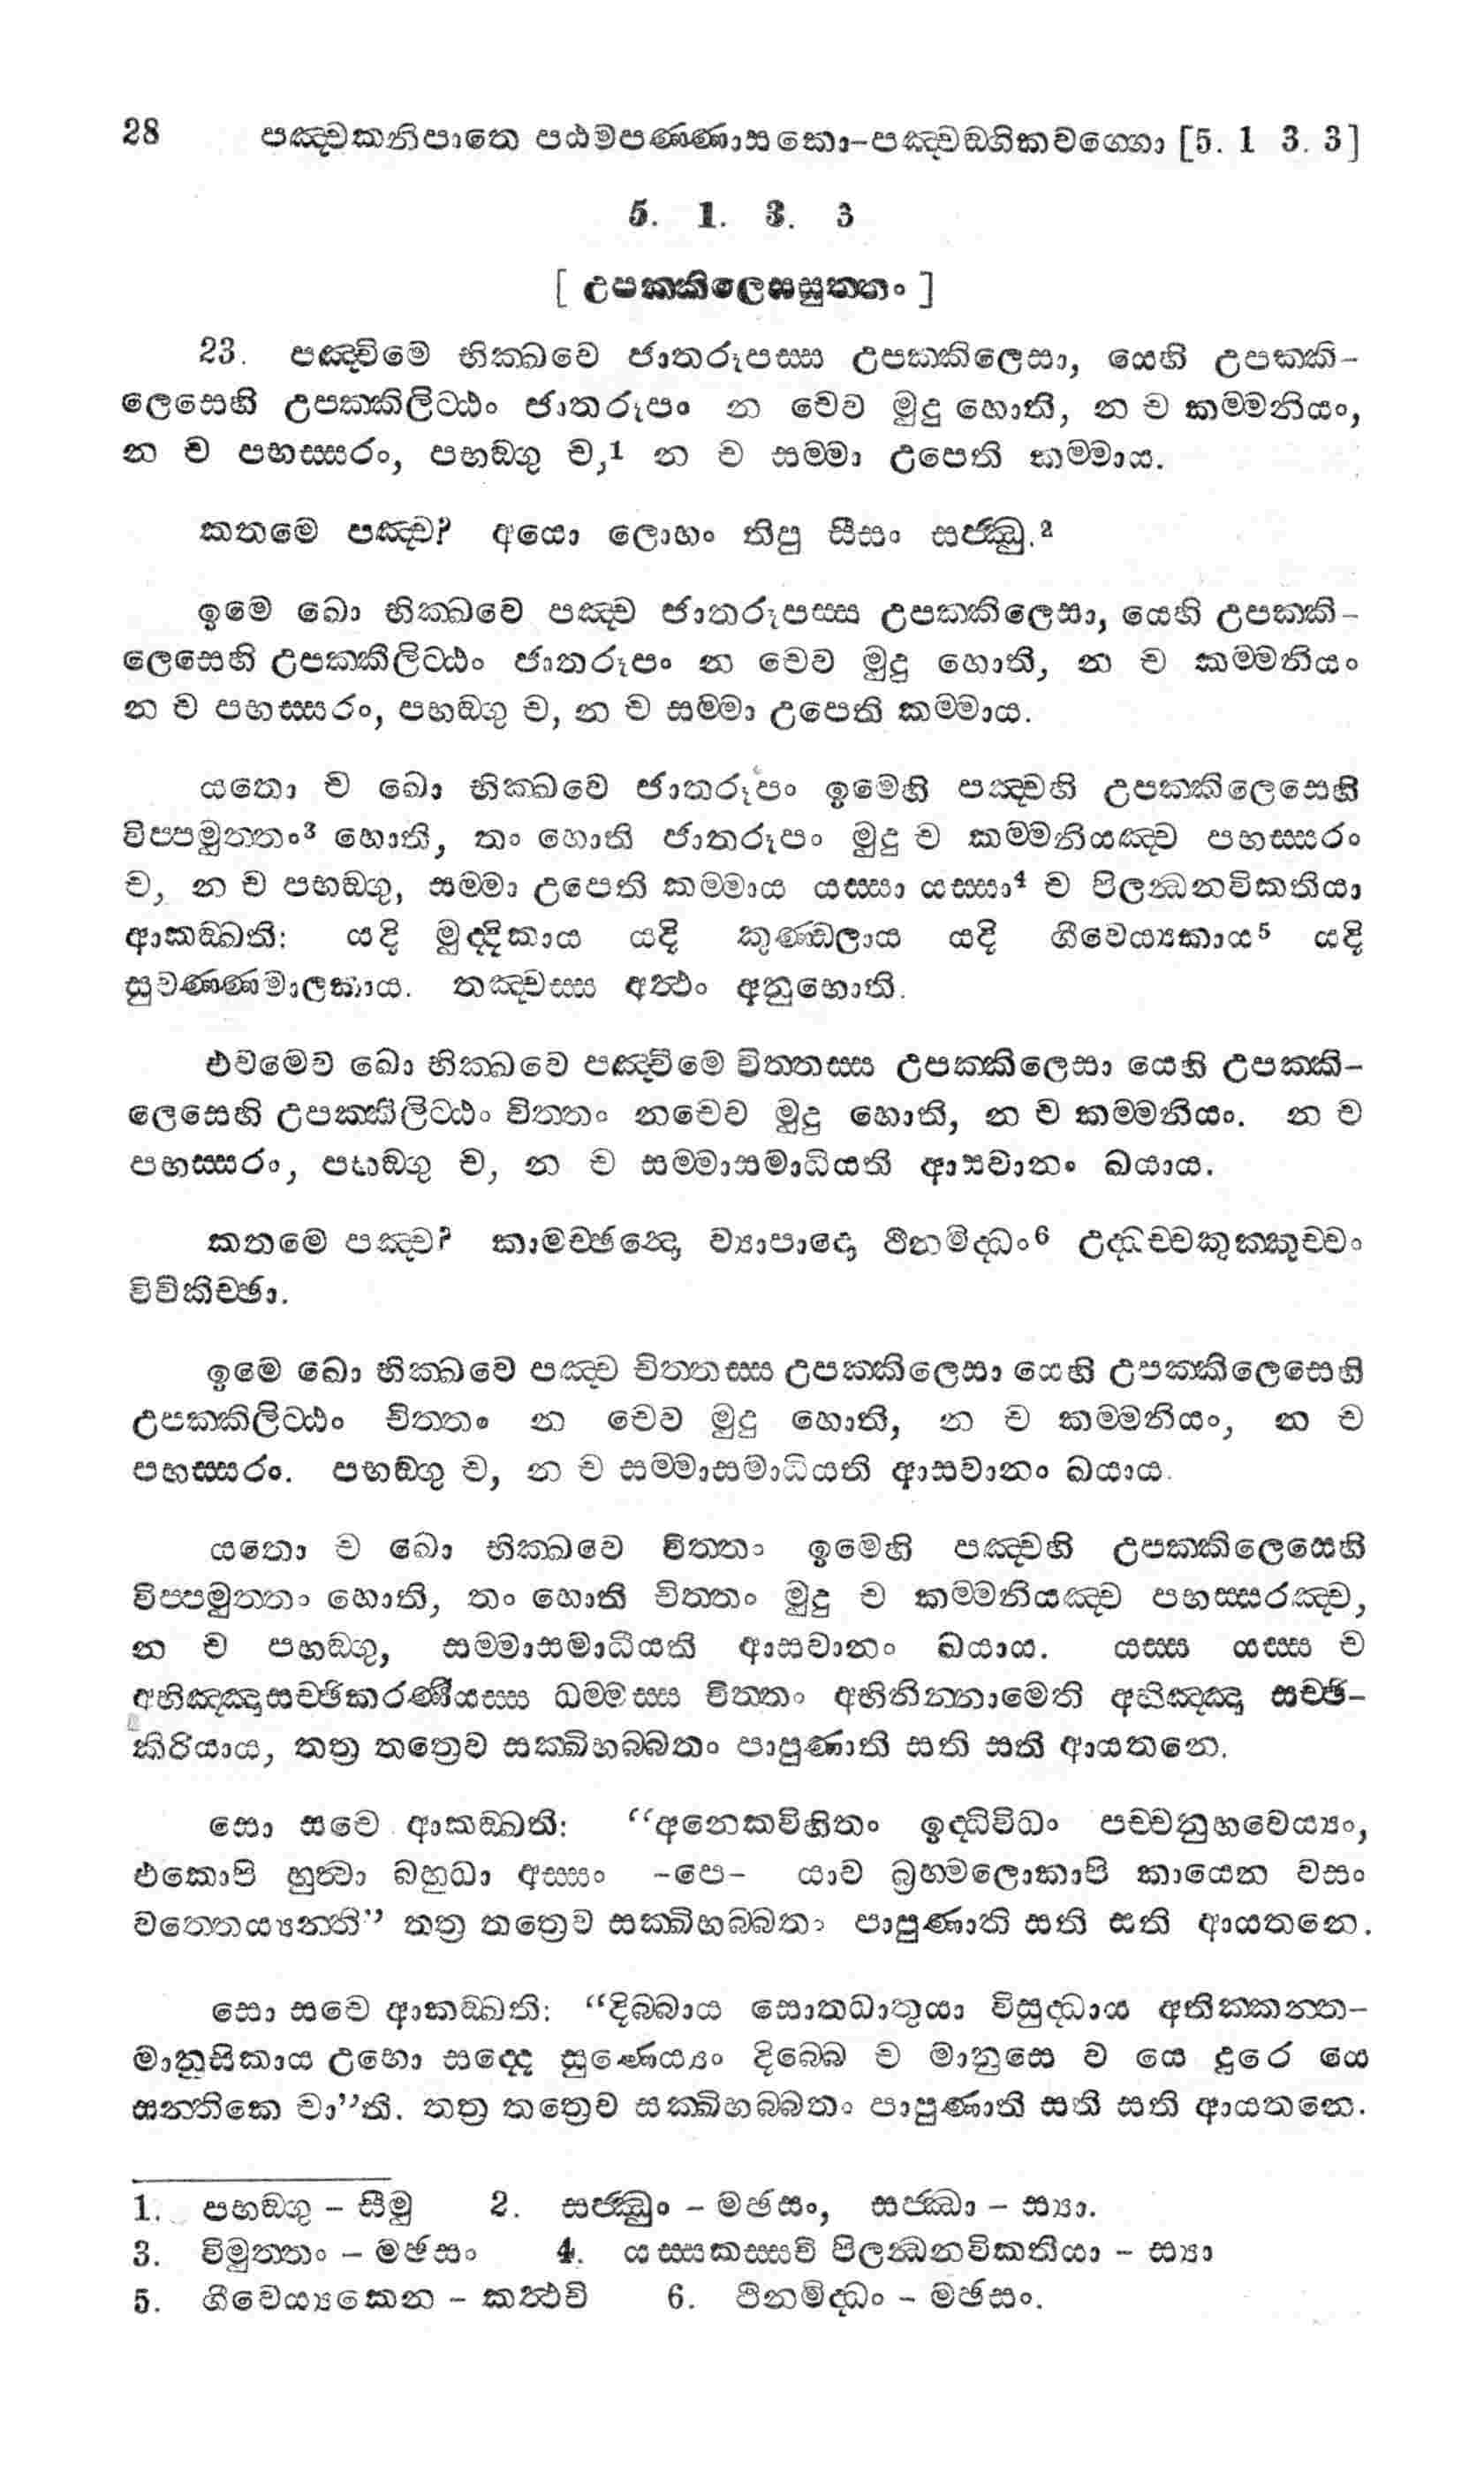 28 පඤ්චකනිපාතෙ පඨමපණ්ණාසකො-පඤ්චඞ්ගිකවග්ගො [5. 1 3. 3]
5. 1. 3. 3
[ උපක්කිලෙසසුත්තං ]
23. පඤ්චිමෙ භික්ඛවෙ ජාතරූපස්ස උපක්කිලෙසා, යෙහි උපක්කි-
ලෙසෙහි උපක්කිලිට්ඨං ජාතරූපං න චෙව මුදු හොති, න ච කම්මනියං,
න ච පභස්සරං, පභඞ්ගු ච,1 න ච සම්මා උපෙති කම්මාය.
කතමෙ පඤ්ච? අයො ලොහං තිපු සීසං සජ්ඣු.2
ඉමෙ ඛො භික්ඛවෙ පඤ්ච ජාතරූපස්ස උපක්කිලෙසා, යෙහි උපක්කි-
ලෙසෙහි උපක්කිලිට්ඨං ජාතරූපං න චෙව මුදු හොති, න ච කම්මනියං
න ච පභස්සරං, පභඞ්ගු ච, න ච සම්මා උපෙති කම්මාය.
යතො ච ඛො භික්ඛවෙ ජාතරූපං ඉමෙහි පඤ්චහි උපක්කිලෙසෙහි
විප්පමුත්තං3 හොති, තං හොති ජාතරූපං මුදු ච කම්මනියඤ්ච පභස්සරං
ච, න ච පභඞ්ගු, සම්මා උපෙති කම්මාය යස්සා යස්සා4 ච පිලන්ධනවිකතියා
ආකඞ්ඛති: යදි මුද්දිකාය යදි කුණ්ඩලාය යදි ගීවෙය්‍යකාය5 යදි
සුවණ්ණමාලකාය. තඤ්චස්ස අත්ථං අනුභොති.
එවමෙව ඛො භික්ඛවෙ පඤ්චිමෙ චිත්තස්ස උපක්කිලෙසා යෙහි උපක්කි-
ලෙසෙහි උපක්කිලිට්ඨං චිත්තං නචෙව මුදු හොති, න ච කම්මනියං. න ච
පභස්සරං, පභඞ්ගු ච, න ච සම්මාසමාධියති ආසවානං ඛයාය.
කතමෙ පඤ්ච? කාමච්ඡන්දො, ව්‍යාපාදො, ථීනමිද්ධං6 උද්ධච්චකුක්කුච්චං
විචිකිච්ඡා.
ඉමෙ ඛො භික්ඛවෙ පඤ්ච චිත්තස්ස උපක්කිලෙසා යෙහි උපක්කිලෙසෙහි
උපක්කිලිට්ඨං චිත්තං න චෙව මුදු හොති, න ච කම්මනියං, න ච
පභස්සරං. පභඞ්ගු ච, න ච සම්මාසමාධියති ආසවානං ඛයාය.
යතො ච ඛො භික්ඛවෙ චිත්තං ඉමෙහි පඤ්චහි උපක්කිලෙසෙහි
විප්පමුත්තං හොති, තං හොති චිත්තං මුදු ච කම්මනියඤ්ච පභස්සරඤ්ච,
න ච පභඞ්ගු, සම්මාසමාධියති ආසවානං ඛයාය. යස්ස යස්ස ච
අභිඤ්ඤාසච්ඡිකරණීයස්ස ධම්මස්ස චිත්තං අභිනින්නාමෙති අභිඤ්ඤා සච්ඡි-
කිරියාය, තත්‍ර තත්‍රෙව සක්ඛිභබ්බතං පාපුණාති සති සති ආයතනෙ.
සො සචෙ ආකඞ්ඛති: “අනෙකවිහිතං ඉද්ධිවිධං පච්චනුභවෙය්‍යං,
එකොපි හුත්වා බහුධා අස්සං -පෙ- යාව බ්‍රහ්මලොකාපි කායෙන වසං
වත්තෙය්‍යන්ති” තත්‍ර තත්‍රෙව සක්ඛිභබ්බතං පාපුණාති සති සති ආයතනෙ.
සො සචෙ ආකඞ්ඛති: “දිබ්බාය සොතධාතුයා විසුද්ධාය අතික්කන්ත-
මානුසිකාය උභො සද්දෙ සුණෙය්‍යං දිබ්බෙ ච මානුසෙ ච යෙ දූරෙ යෙ
සන්තිකෙ චා”ති. තත්‍ර තත්‍රෙව සක්ඛිභබ්බතං පාපුණාති සති සති ආයතනෙ.
1. පභඞ්ගු – සීමු 2. සජ්ඣුං – මඡසං, සජ්ඣා – ස්‍යා.
3. විමුත්තං – මඡසං 4. යස්සකස්සචි පිලන්ධනවිකතියා – ස්‍යා
5. ගීවෙය්‍යකෙන – කත්ථචි 6. ථිනමිද්ධං – මඡසං.